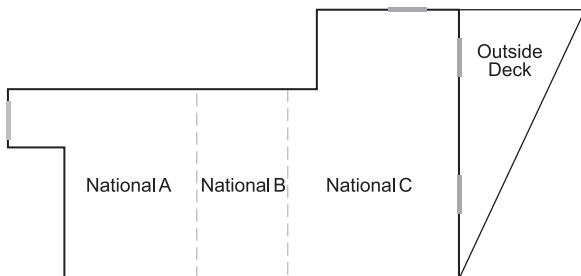 Outside
Deck
National A
National B
National C